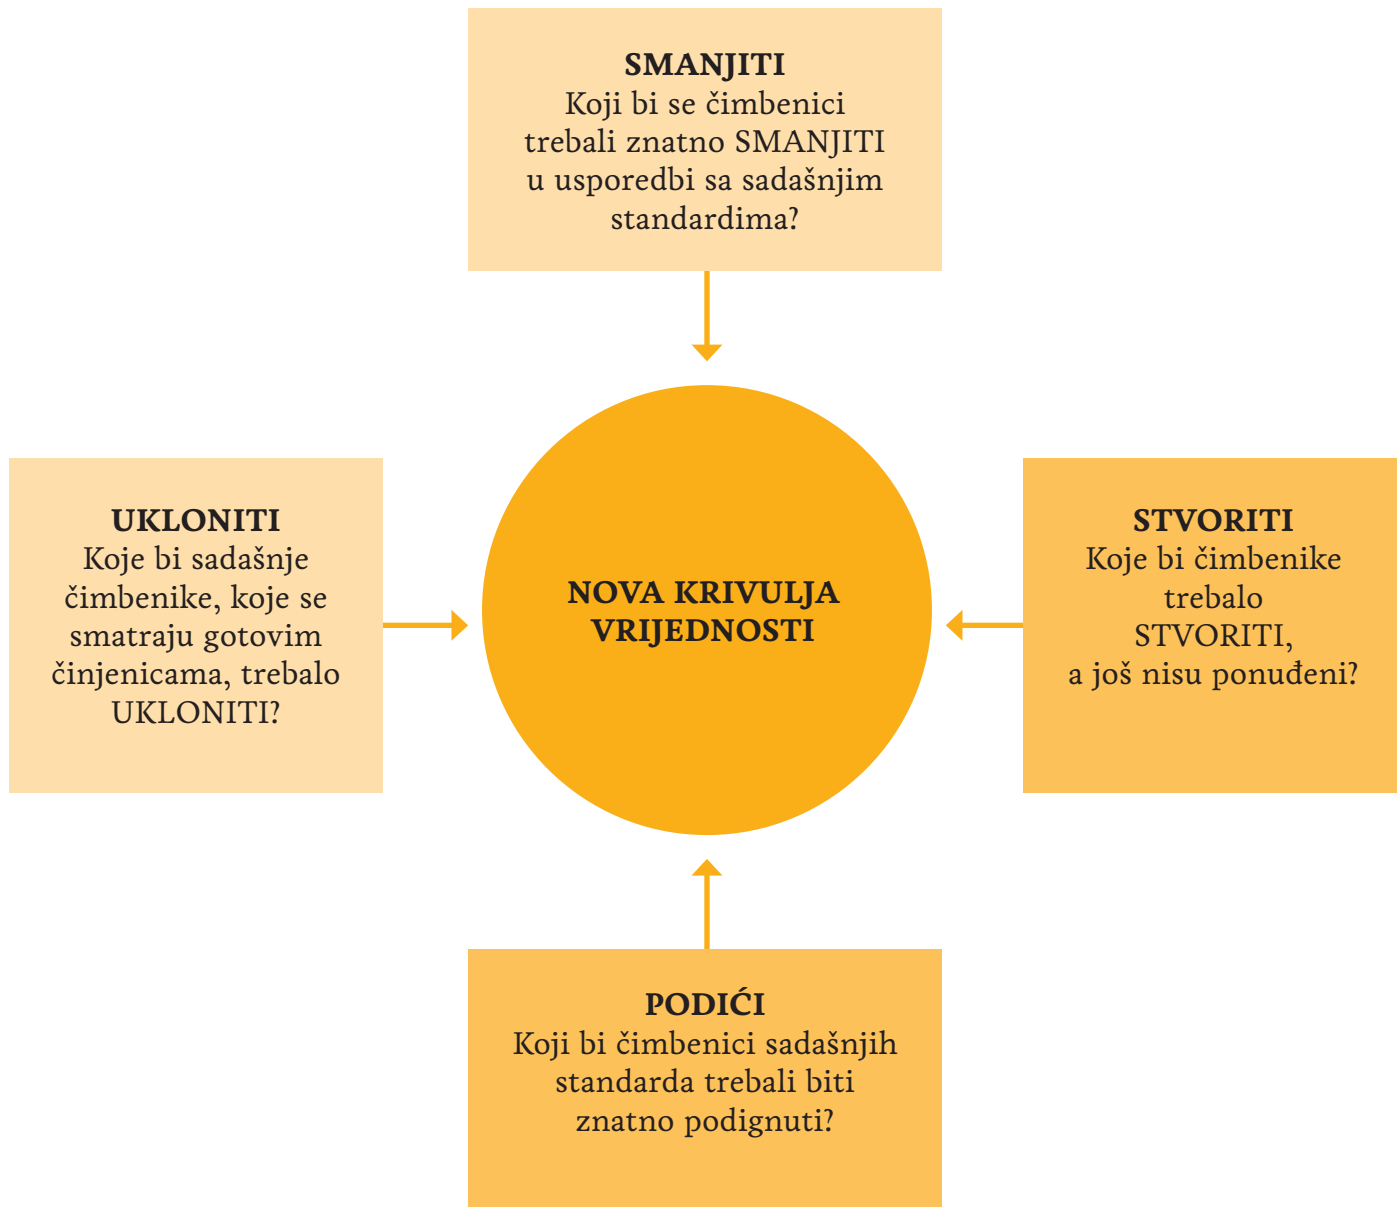 SMANJITI
Koji bi se čimbenici
trebali znatno SMANJITI
u usporedbi sa sadašnjim
standardima?
UKLONITI
Koje bi sadašnje
čimbenike, koje se
smatraju gotovim
činjenicama, trebalo
UKLONITI?
NOVA KRIVULJA
VRIJEDNOSTI
STVORITI
Koje bi čimbenike
trebalo
STVORITI,
a još nisu ponuđeni?
PODIĆI
Koji bi čimbenici sadašnjih
standarda trebali biti
znatno podignuti?